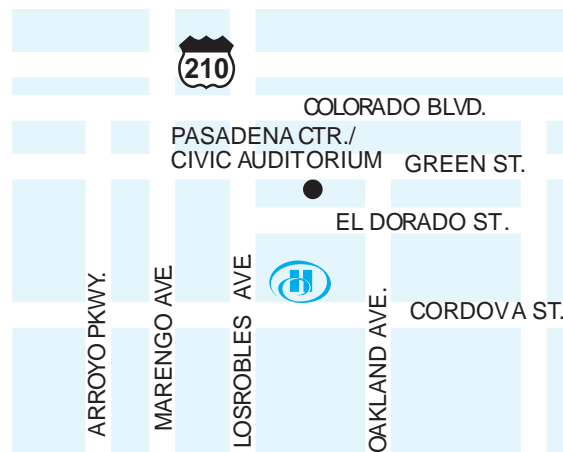 210
COLORADO BLVD.
PASADENA CTR./
CIVIC AUDITORIUM
GREEN ST.
EL DORADO ST.
H
CORDOVA ST.
ARROYO PKWY.
MARENGO AVE.
LOSROBLES AVE.
OAKLAND AVE.